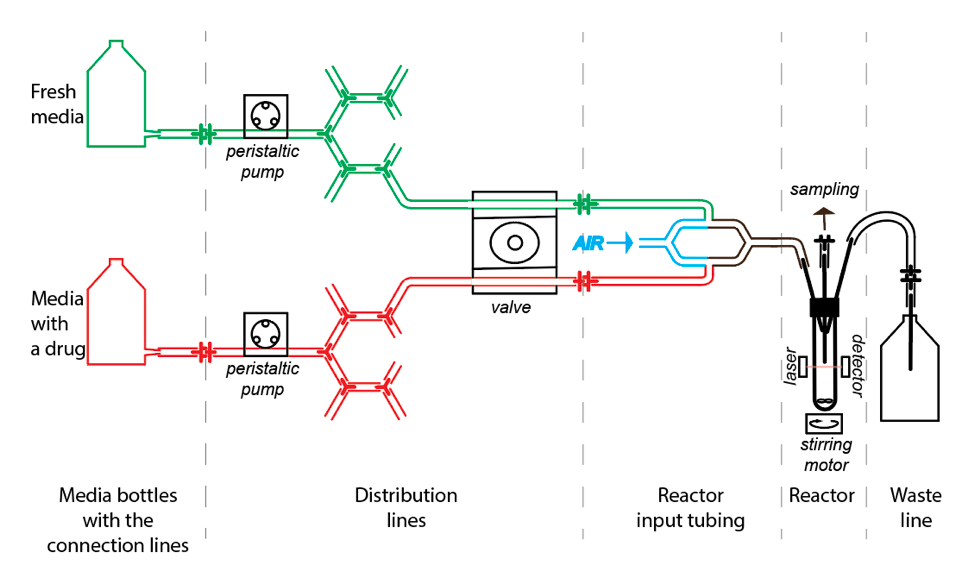 Fresh
media
peristaltic
pump
sampling
AIR
Media
with
a drug
valve
peristaltic
pump
laser
detector
stirring
motor
Media bottles
with the
connection lines
Distribution
lines
Reactor
input tubing
Reactor
Waste
line